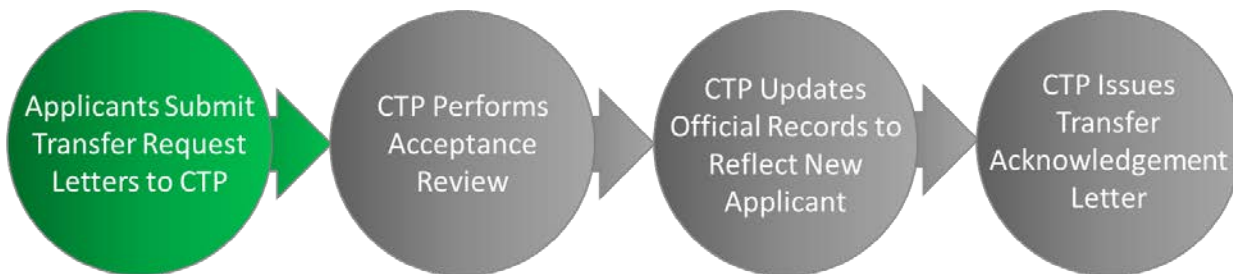 Applicants Submit
Transfer Request
Letters to CTP
CTP Performs
Acceptance
Review
CTP Updates
Official Records to
Reflect New
Applicant
CTP Issues
Transfer
Acknowledgement
Letter